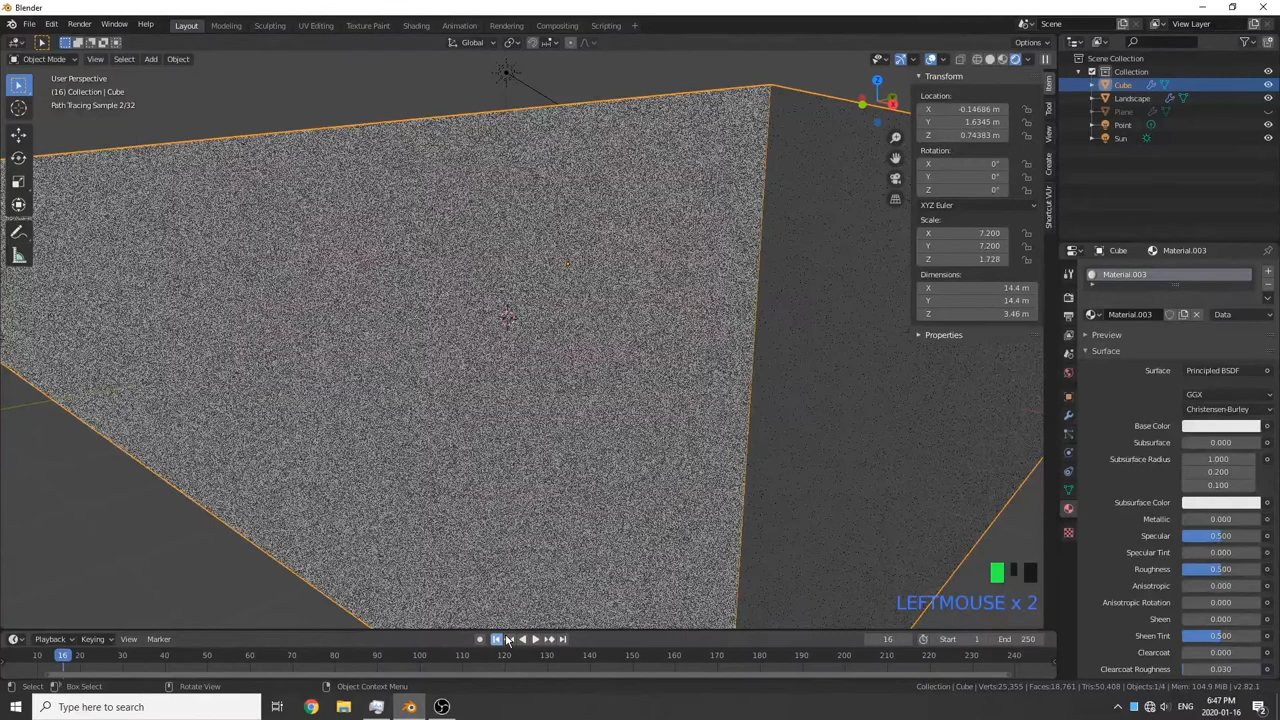 Blender
File Edit Render Window Help Layout Modeling Sculpting UV Editing Texture Paint Shading Animation Rendering Compositing Scripting + Scene View Layer
Global Options
Object Mode View Select Add Object
User Perspective
(16) Collection | Cube
Path Tracing Sample 2/32
Transform
Location:
X -0.14686 m
Y 1.6345 m
Z 0.74383 m
Rotation:
X 0°
Y 0°
Z 0°
XYZ Euler
Scale:
X 7.200
Y 7.200
Z 1.728
Dimensions:
X 14.4 m
Y 14.4 m
Z 3.46 m
Properties
Item
Tool
View
Create
Shortcut VUr
Scene Collection
Collection
Cube
Landscape
Plane
Point
Sun
Cube Material.003
Material.003
Material.003 Data
Preview
Surface
Surface Principled BSDF
GGX
Christensen-Burley
Base Color
Subsurface 0.000
Subsurface Radius 1.000
0.200
0.100
Subsurface Color
Metallic 0.000
Specular 0.500
Specular Tint 0.000
Roughness 0.500
Anisotropic 0.000
Anisotropic Rotation 0.000
Sheen 0.000
Sheen Tint 0.500
Clearcoat 0.000
Clearcoat Roughness 0.030
LEFTMOUSE x 2
Playback Keying View Marker 16 Start 1 End 250
10 16 20 30 40 50 60 70 80 90 100 110 120 130 140 150 160 170 180 190 200 210 220 230 240
Select Box Select Rotate View Object Context Menu Collection | Cube | Verts:25,355 | Faces:18,761 | Tris:50,408 | Objects:1/4 | Mem: 104.9 MiB | v2.82.1
Type here to search
ENG
6:47 PM
2020-01-16
2